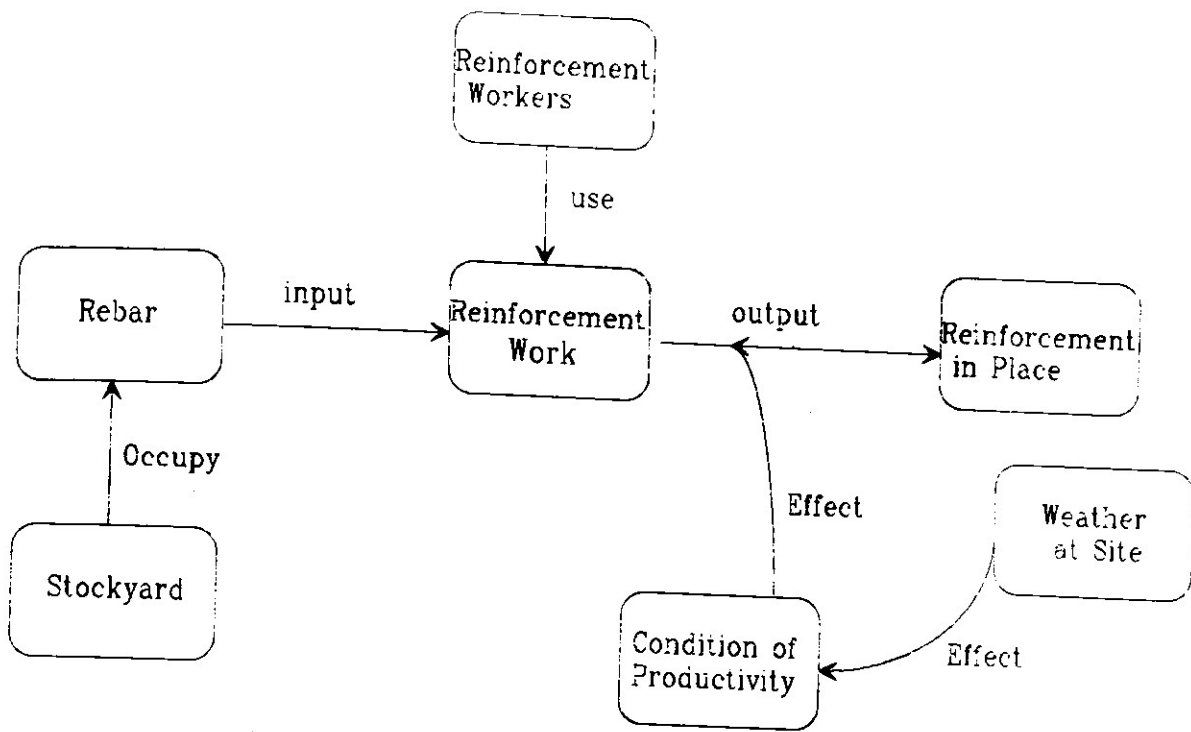 Reinforcement
Workers
use
Rebar
input
Reinforcement
Work
output
Reinforcement
in Place
Occupy
Effect
Weather
at Site
Stockyard
Condition of
Productivity
Effect